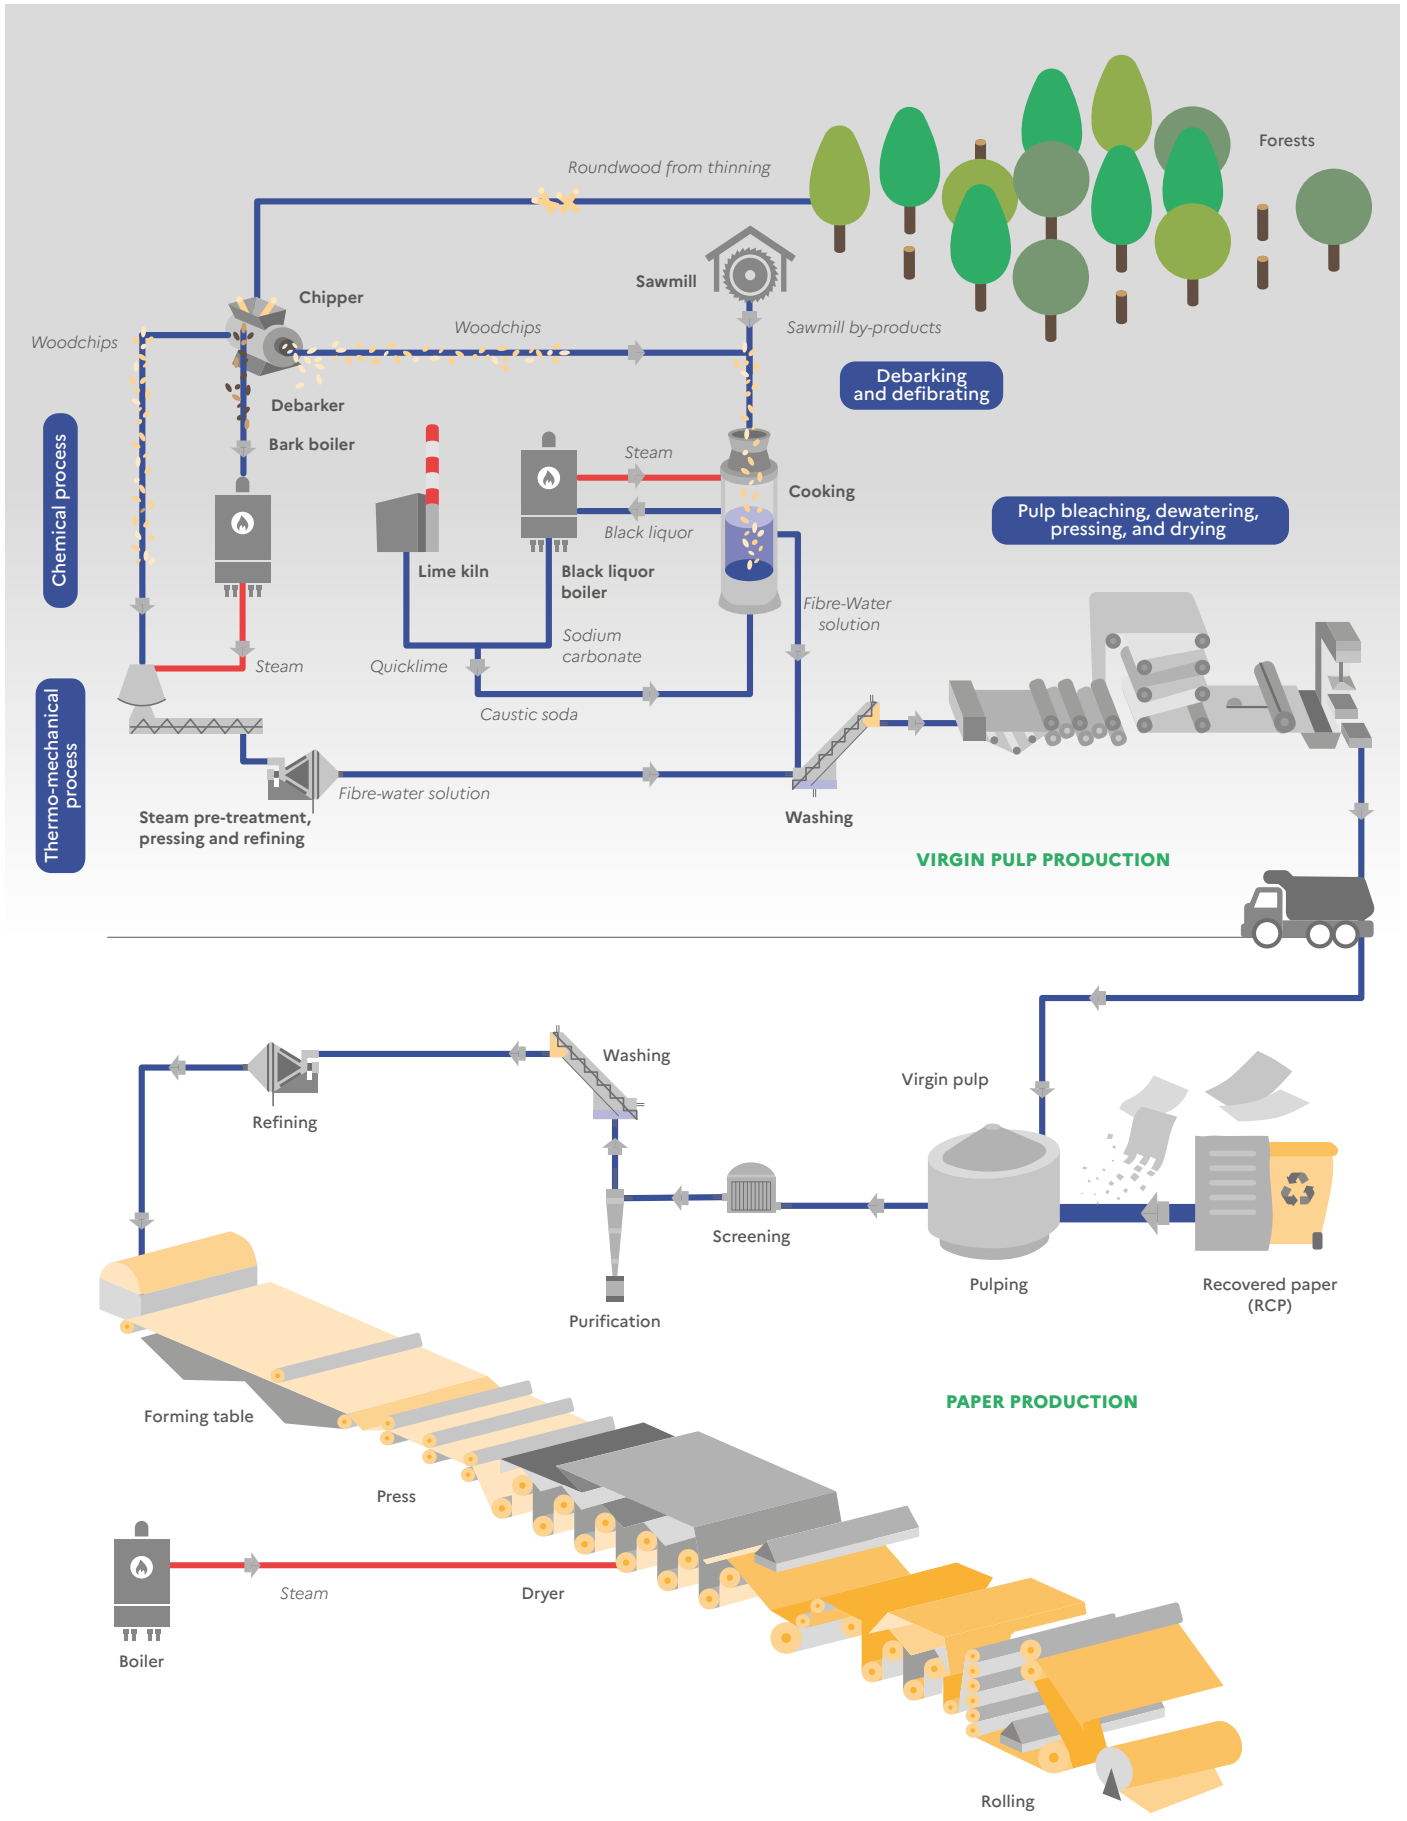 Forests
Roundwood from thinning
Sawmill
Chipper
Woodchips
Sawmill by-products
Woodchips
Debarking
and defibrating
Debarker
Bark boiler
Chemical process
Steam
Cooking
Pulp bleaching, dewatering,
pressing, and drying
Black liquor
Lime kiln
Black liquor
boiler
Fibre-Water
solution
Sodium
carbonate
Quicklime
Steam
Caustic soda
Thermo-mechanical
process
Fibre-water solution
Steam pre-treatment,
pressing and refining
Washing
VIRGIN PULP PRODUCTION
Washing
Virgin pulp
Refining
Screening
Pulping
Recovered paper
(RCP)
Purification
PAPER PRODUCTION
Forming table
Press
Steam
Dryer
Boiler
Rolling